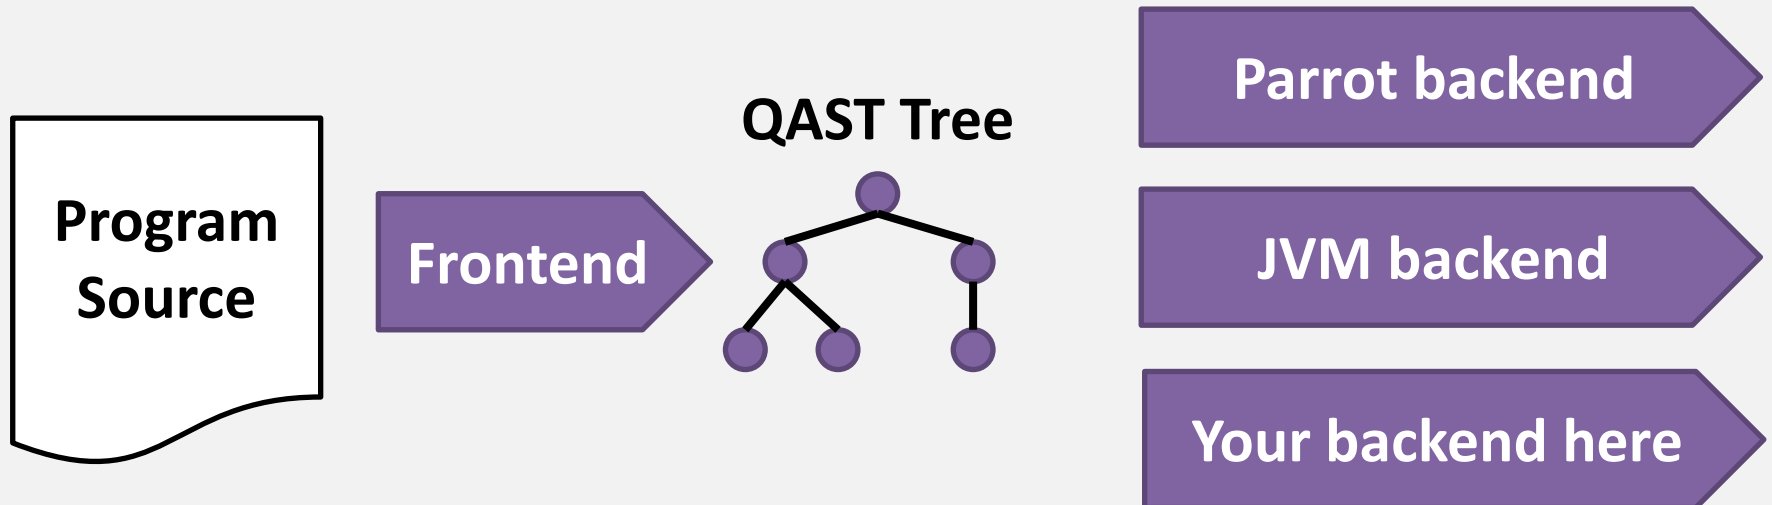 Program
Source
Frontend
QAST Tree
Parrot backend
JVM backend
Your backend here